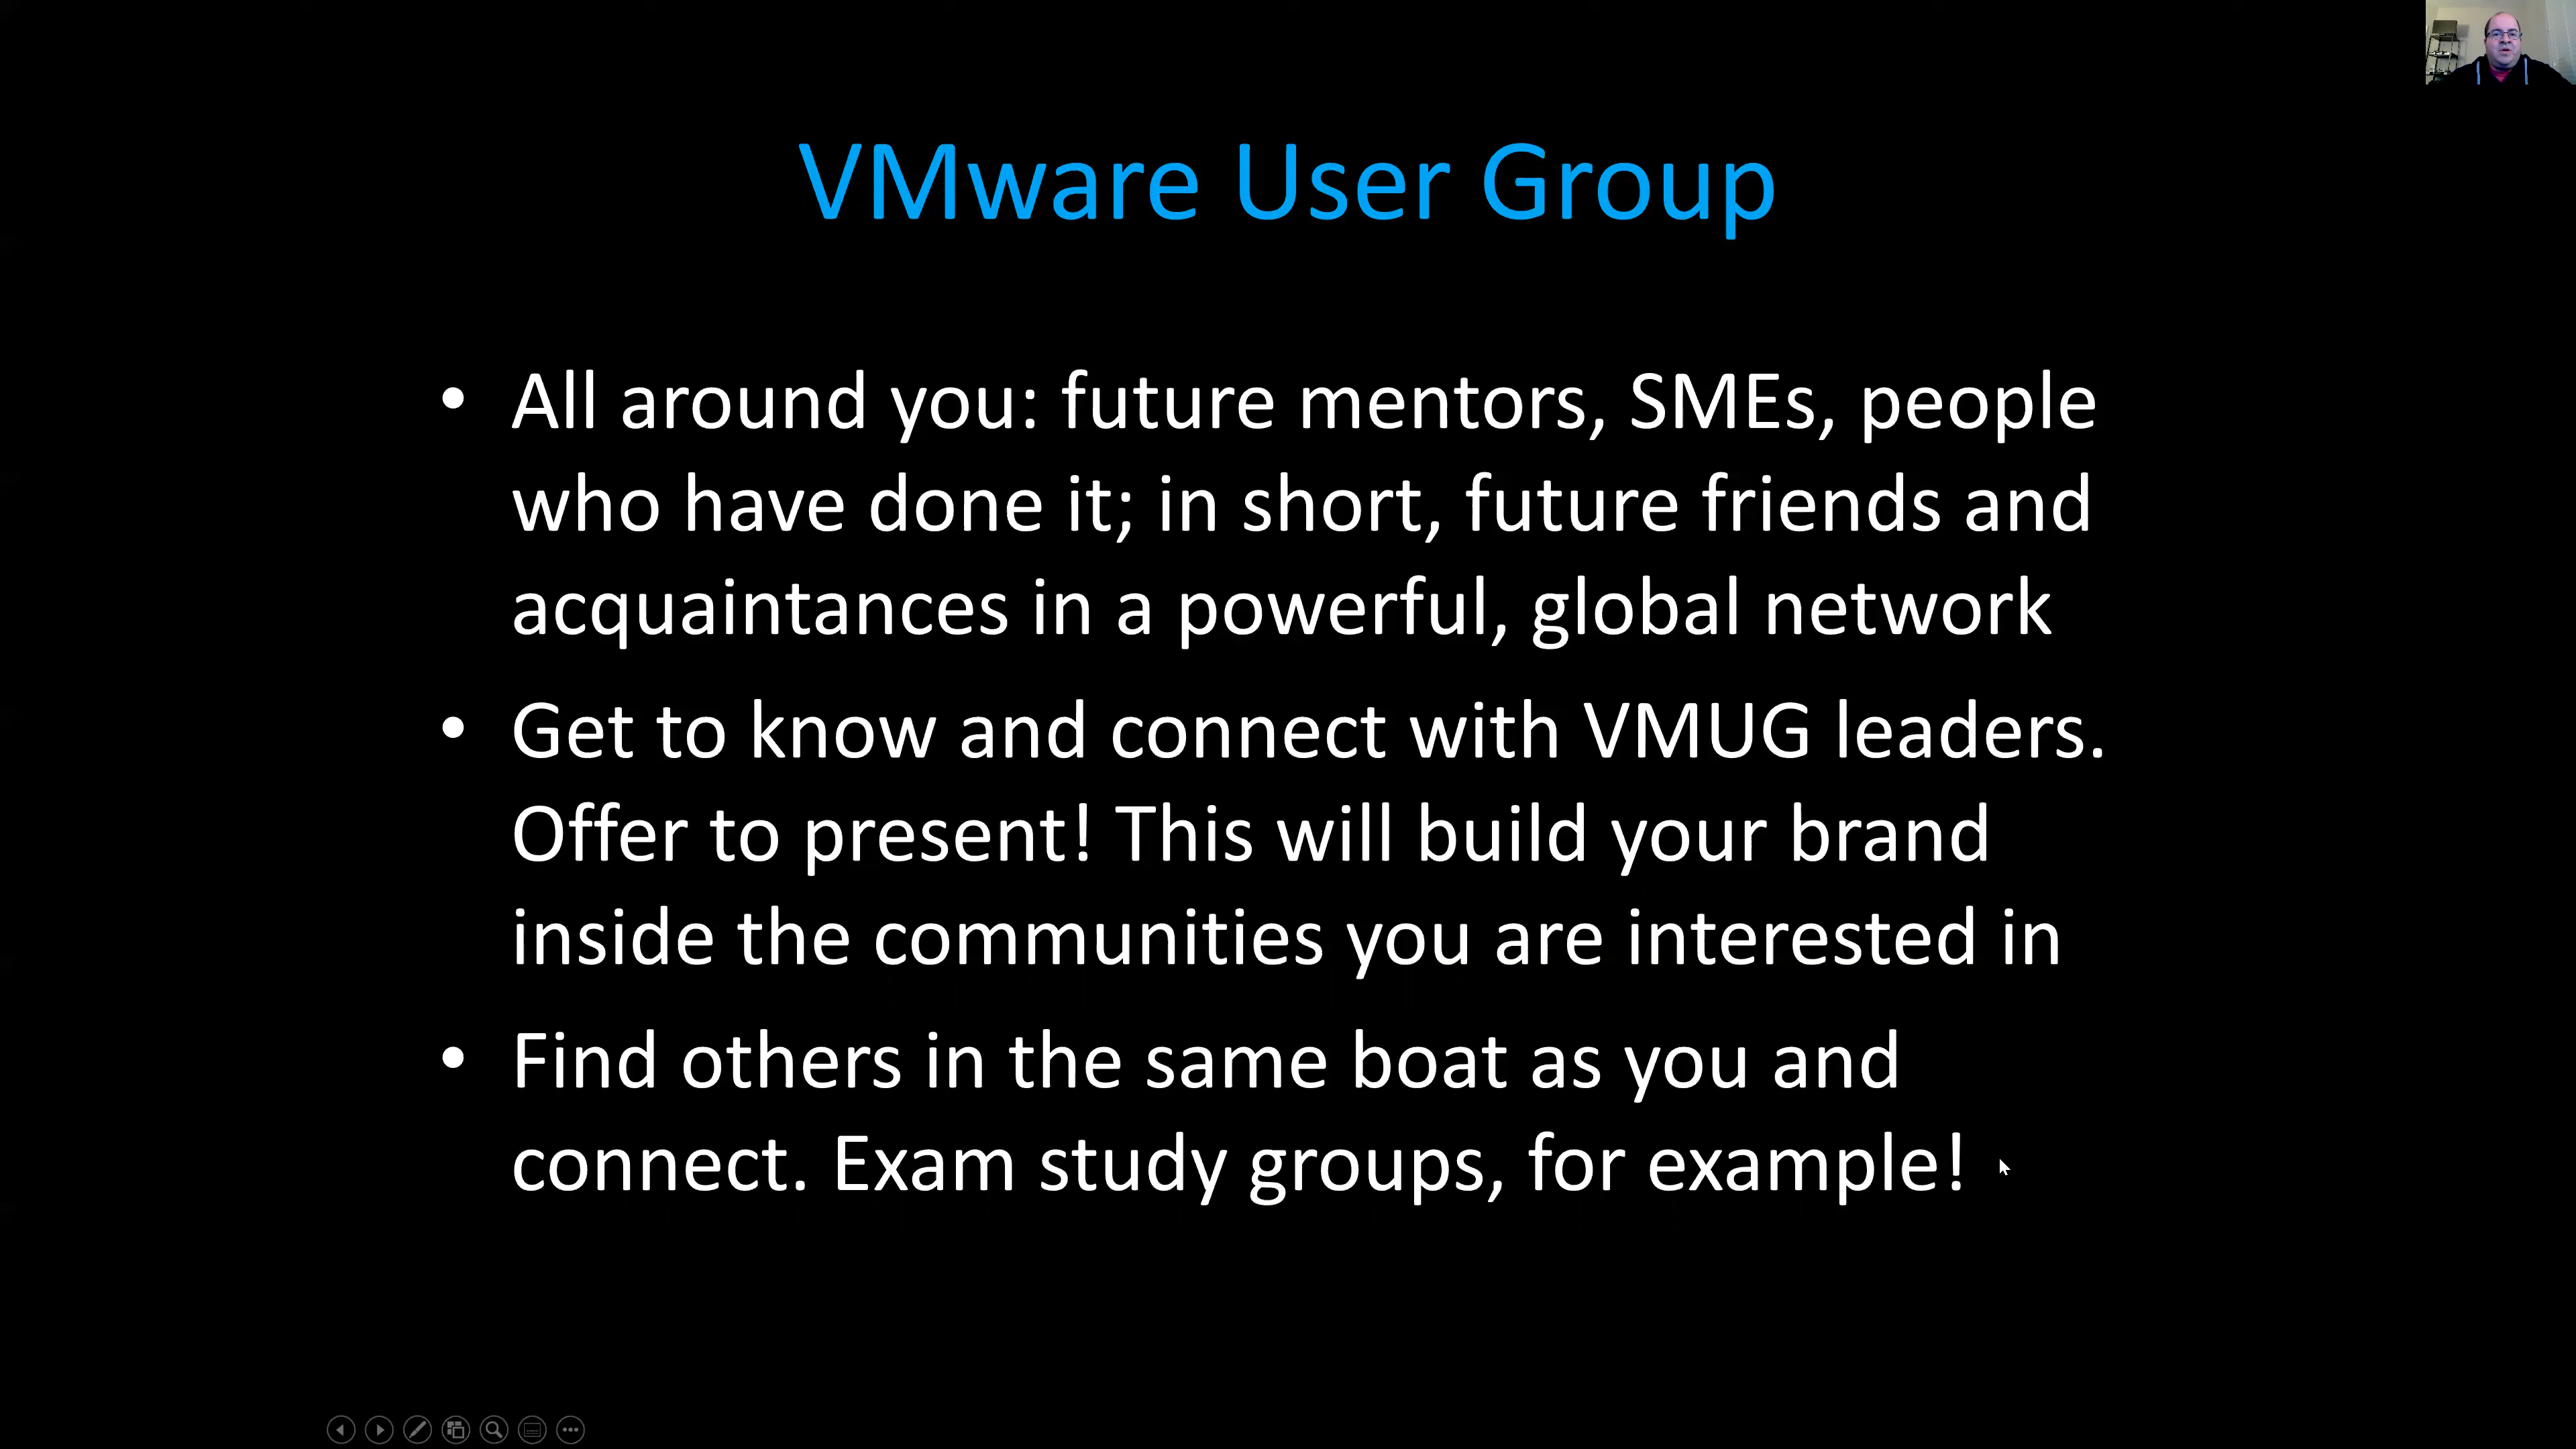 VMware User Group
• All around you: future mentors, SMEs, people
who have done it; in short, future friends and
acquaintances in a powerful, global network
• Get to know and connect with VMUG leaders.
Offer to present! This will build your brand
inside the communities you are interested in
• Find others in the same boat as you and
connect. Exam study groups, for example!